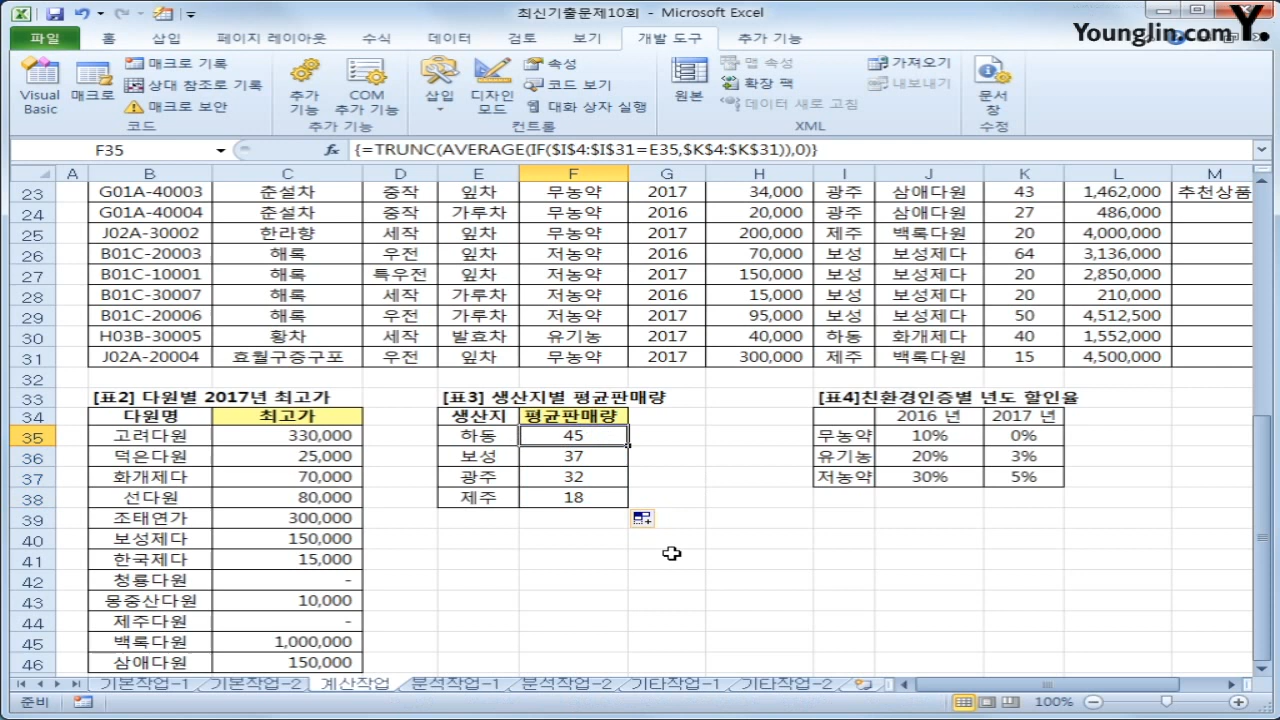 최신기출문제10회 - Microsoft Excel
Younglin.com Y.
파일 홈 삽입 페이지 레이아웃 수식 데이터 검토 보기 개발 도구 추가 기능
Visual Basic 매크로 매크로 기록 상대 참조로 기록 매크로 보안 코드
추가 기능 COM 추가 기능 추가 기능
삽입 디자인 모드 속성 코드 보기 대화 상자 실행 컨트롤
원본 맵 속성 확장 팩 데이터 새로 고침 가져오기 내보내기 XML
문서 창 수정
F35 fx {=TRUNC(AVERAGE(IF($I$4:$I$31=E35,$K$4:$K$31)),0)}
A B C D E F G H I J K L M
23 G01A-40003 준설차 중작 잎차 무농약 2017 34,000 광주 삼애다원 43 1,462,000 추천상품
24 G01A-40004 준설차 중작 가루차 무농약 2016 20,000 광주 삼애다원 27 486,000
25 J02A-30002 한라향 세작 잎차 무농약 2017 200,000 제주 백록다원 20 4,000,000
26 B01C-20003 해록 우전 잎차 저농약 2016 70,000 보성 보성제다 64 3,136,000
27 B01C-10001 해록 특우전 잎차 저농약 2017 150,000 보성 보성제다 20 2,850,000
28 B01C-30007 해록 세작 가루차 저농약 2016 15,000 보성 보성제다 20 210,000
29 B01C-20006 해록 우전 가루차 저농약 2017 95,000 보성 보성제다 50 4,512,500
30 H03B-30005 황차 세작 발효차 유기농 2017 40,000 하동 화개제다 40 1,552,000
31 J02A-20004 효월구증구포 우전 잎차 무농약 2017 300,000 제주 백록다원 15 4,500,000
32
33 [표2] 다원별 2017년 최고가 [표3] 생산지별 평균판매량 [표4]친환경인증별 년도 할인율
34 다원명 최고가 생산지 평균판매량 2016 년 2017 년
35 고려다원 330,000 하동 45 무농약 10% 0%
36 덕은다원 25,000 보성 37 유기농 20% 3%
37 화개제다 70,000 광주 32 저농약 30% 5%
38 선다원 80,000 제주 18
39 조태연가 300,000
40 보성제다 150,000
41 한국제다 15,000
42 청룡다원 -
43 몽중산다원 10,000
44 제주다원 -
45 백록다원 1,000,000
46 삼애다원 150,000
기본작업-1 기본작업-2 계산작업 분석작업-1 분석작업-2 기타작업-1 기타작업-2
준비 100%